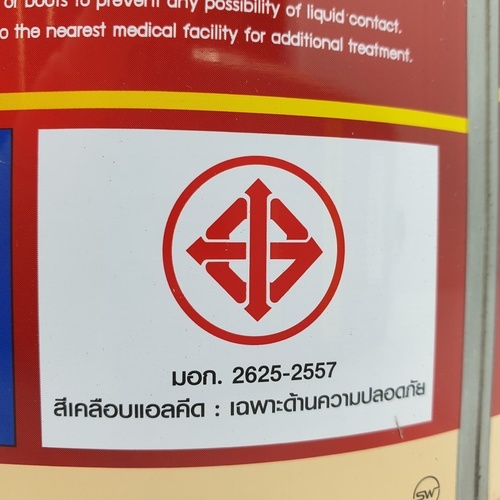 or boots to prevent any possibility of liquid contact.
o the nearest medical facility for additional treatment.
มอก. 2625-2557
สีเคลือบแอลคีด : เฉพาะด้านความปลอดภัย
SW